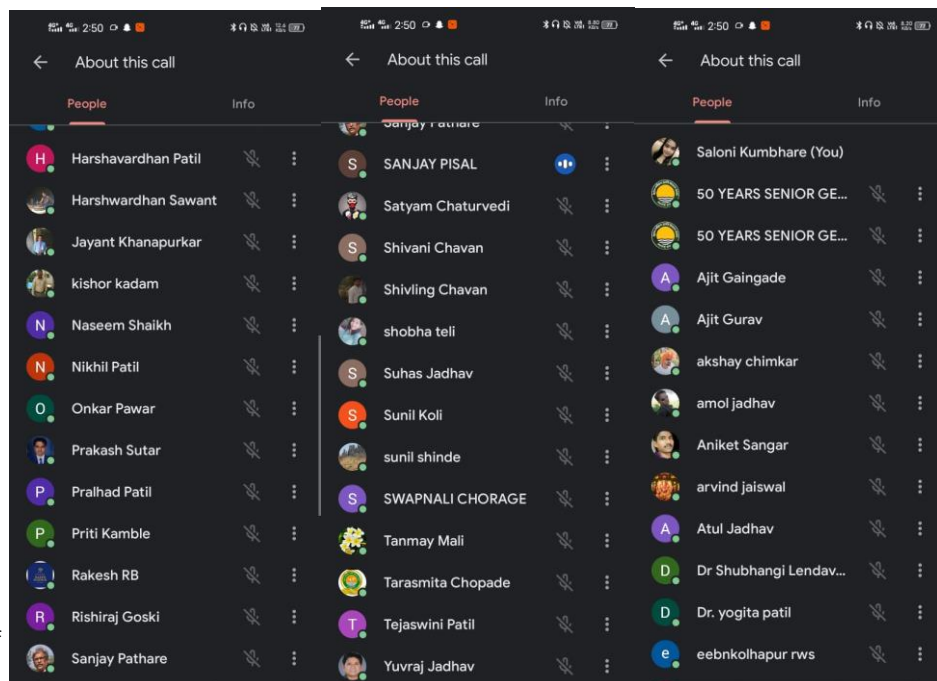 2:50
About this call
People Info
Harshavardhan Patil
Harshwardhan Sawant
Jayant Khanapurkar
kishor kadam
N Naseem Shaikh
N Nikhil Patil
O Onkar Pawar
Prakash Sutar
P Pralhad Patil
P Priti Kamble
Rakesh RB
R Rishiraj Goski
Sanjay Pathare
2:50
About this call
People Info
Sanjay Pathare
S SANJAY PISAL
Satyam Chaturvedi
S Shivani Chavan
Shivling Chavan
shobha teli
S Suhas Jadhav
S Sunil Koli
sunil shinde
S SWAPNALI CHORAGE
Tanmay Mali
Tarasmita Chopade
T Tejaswini Patil
Yuvraj Jadhav
2:50
About this call
People Info
Saloni Kumbhare (You)
50 YEARS SENIOR GE...
50 YEARS SENIOR GE...
A Ajit Gaingade
A Ajit Gurav
akshay chimkar
amol jadhav
Aniket Sangar
arvind jaiswal
A Atul Jadhav
D Dr Shubhangi Lendav...
D Dr. yogita patil
e eebnkolhapur rws